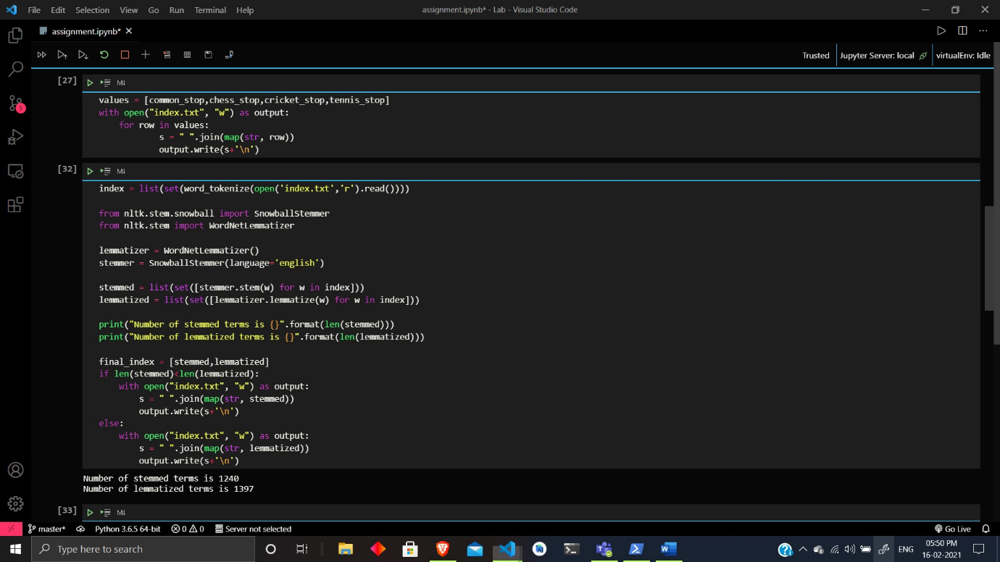 File Edit Selection View Go Run Terminal Help
assignment.ipynb* - Lab - Visual Studio Code
assignment.ipynb*
Trusted Jupyter Server: local virtualEnv: Idle
[27]
M↓
values = [common_stop,chess_stop,cricket_stop,tennis_stop]
with open("index.txt", "w") as output:
    for row in values:
            s = " ".join(map(str, row))
            output.write(s+'\n')
[32]
M↓
index = list(set(word_tokenize(open('index.txt','r').read())))
from nltk.stem.snowball import SnowballStemmer
from nltk.stem import WordNetLemmatizer
lemmatizer = WordNetLemmatizer()
stemmer = SnowballStemmer(language='english')
stemmed = list(set([stemmer.stem(w) for w in index]))
lemmatized = list(set([lemmatizer.lemmatize(w) for w in index]))
print("Number of stemmed terms is {}".format(len(stemmed)))
print("Number of lemmatized terms is {}".format(len(lemmatized)))
final_index = [stemmed,lemmatized]
if len(stemmed)<len(lemmatized):
    with open("index.txt", "w") as output:
        s = " ".join(map(str, stemmed))
        output.write(s+'\n')
else:
    with open("index.txt", "w") as output:
        s = " ".join(map(str, lemmatized))
        output.write(s+'\n')
Number of stemmed terms is 1240
Number of lemmatized terms is 1397
[33]
M↓
5
master* Python 3.6.5 64-bit 0 0 Server not selected Go Live
Type here to search
ENG
05:50 PM
16-02-2021